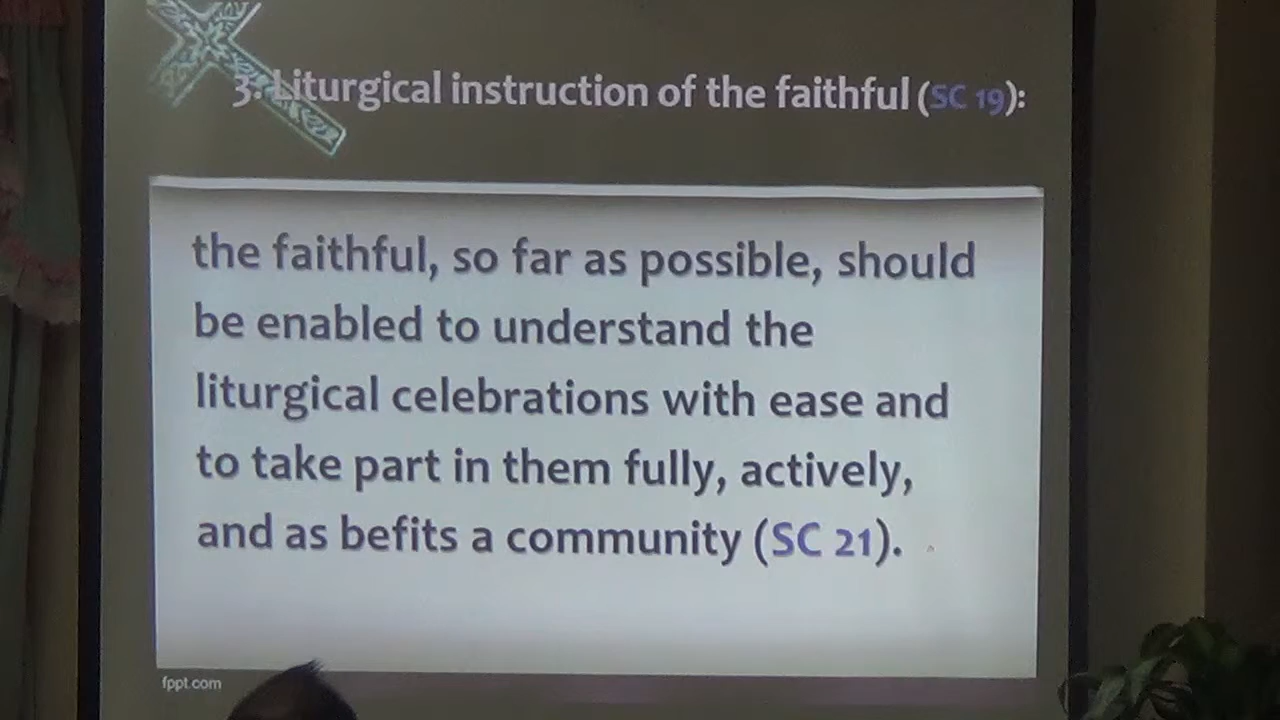 3. Liturgical instruction of the faithful (SC 19):
the faithful, so far as possible, should
be enabled to understand the
liturgical celebrations with ease and
to take part in them fully, actively,
and as befits a community (SC 21).
fppt.com